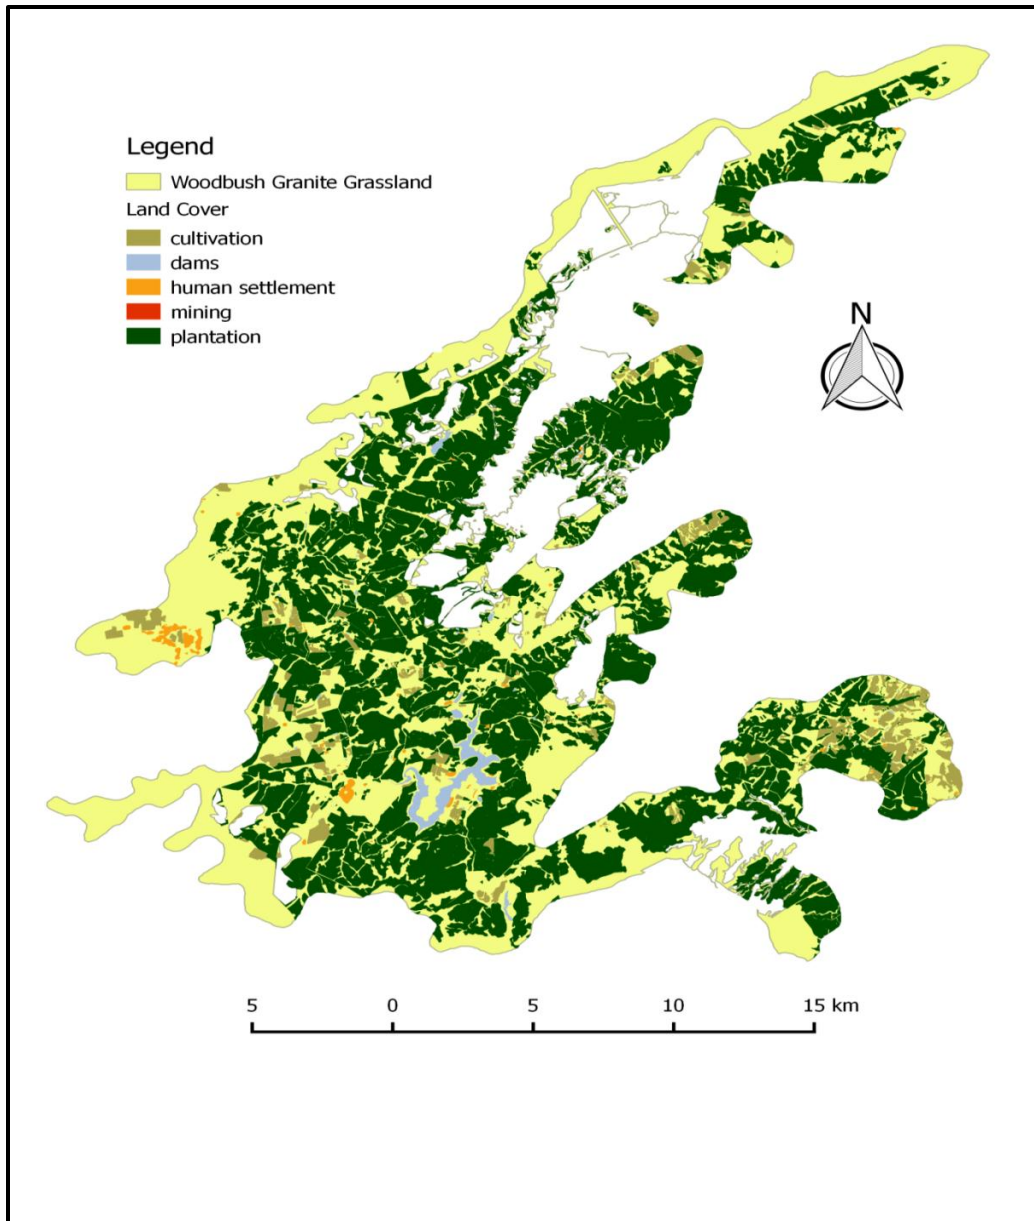 Legend
Woodbush Granite Grassland
Land Cover
cultivation
dams
human settlement
mining
plantation
N
5 0 5 10 15 km